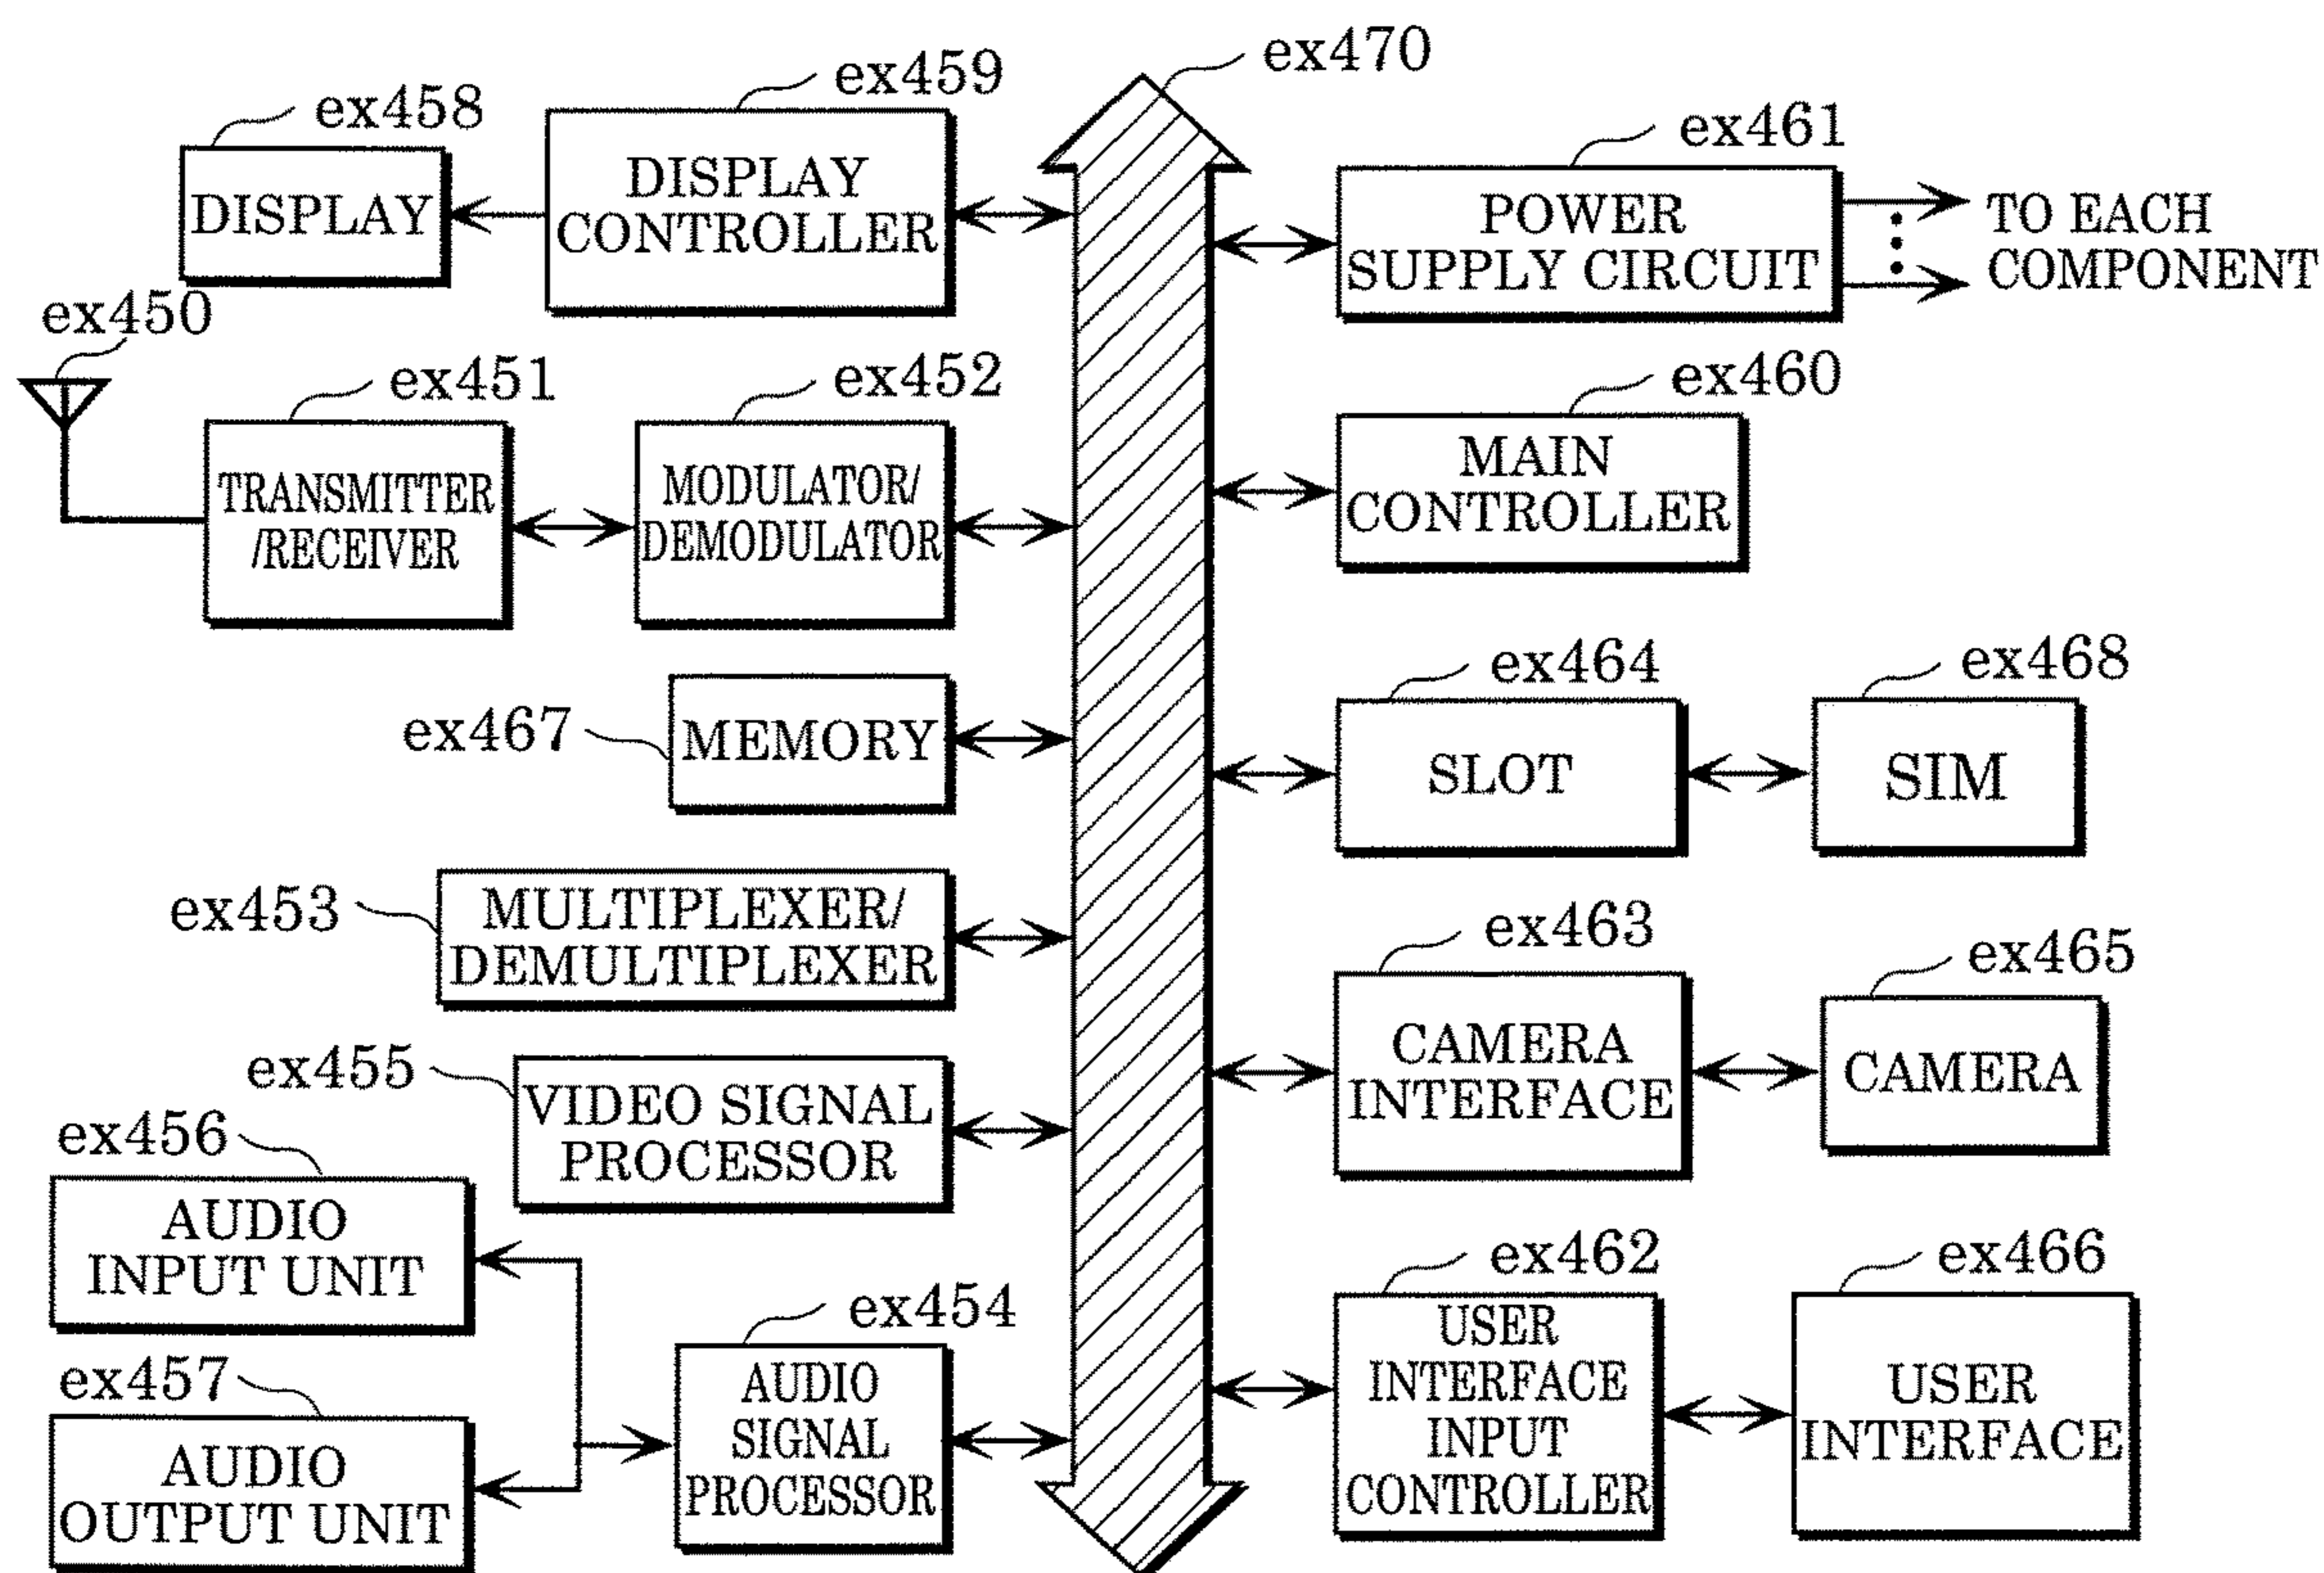 ex470
ex459
ex458
ex461
DISPLAY
DISPLAY
CONTROLLER
POWER
SUPPLY CIRCUIT
TO EACH
COMPONENT
ex450
ex451
ex452
ex460
TRANSMITTER
/RECEIVER
MODULATOR/
DEMODULATOR
MAIN
CONTROLLER
ex467
MEMORY
ex464
ex468
SLOT
SIM
ex453
MULTIPLEXER/
DEMULTIPLEXER
ex463
ex465
CAMERA
INTERFACE
CAMERA
ex455
VIDEO SIGNAL
PROCESSOR
ex456
AUDIO
INPUT UNIT
ex454
ex462
ex466
ex457
AUDIO
OUTPUT UNIT
AUDIO
SIGNAL
PROCESSOR
USER
INTERFACE
INPUT
CONTROLLER
USER
INTERFACE